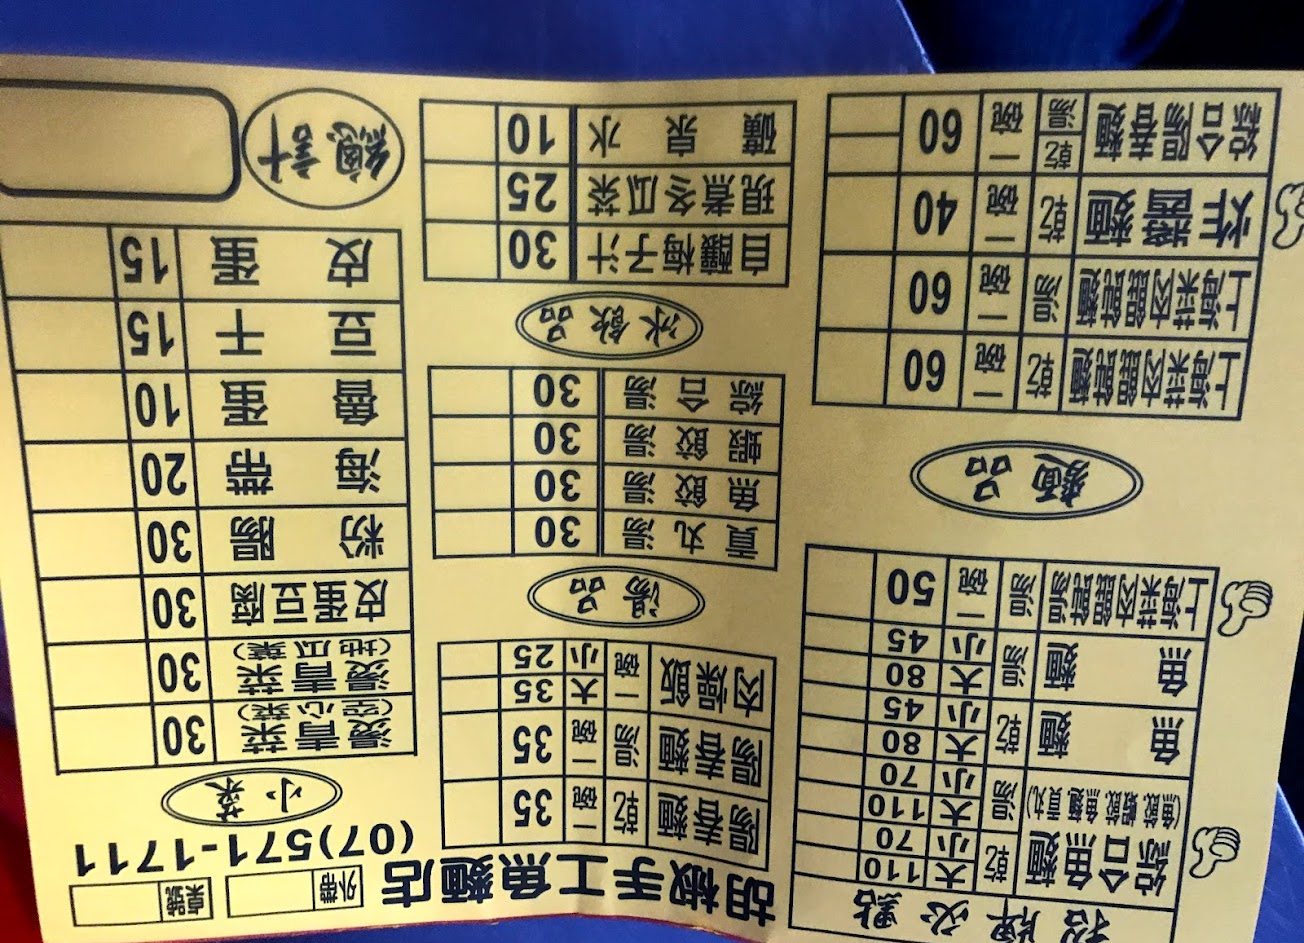 胡椒手工魚麵店
(07)571-1711
外帶
桌號
招牌必點
綜合魚麵 乾 大 110
小 70
(魚餃 蝦餃 魚麵 貢丸) 湯 大 110
小 70
魚麵 乾 大 80
小 45
魚麵 湯 大 80
小 45
上海菜肉餛飩湯 湯 一碗 50
麵品
上海菜肉餛飩麵 乾 一碗 60
上海菜肉餛飩麵 湯 一碗 60
炸醬麵 乾 一碗 40
綜合陽春麵 乾 湯 一碗 60
陽春麵 乾 一碗 35
陽春麵 湯 一碗 35
肉燥飯 一碗 大 35
小 25
湯品
貢丸湯 30
魚餃湯 30
蝦餃湯 30
綜合湯 30
冰飲品
自釀梅子汁 30
現煮冬瓜茶 25
礦泉水 10
小菜
燙青菜(空心菜) 30
燙青菜(地瓜葉) 30
皮蛋豆腐 30
粉腸 30
海帶 20
魯蛋 10
豆干 15
皮蛋 15
總計